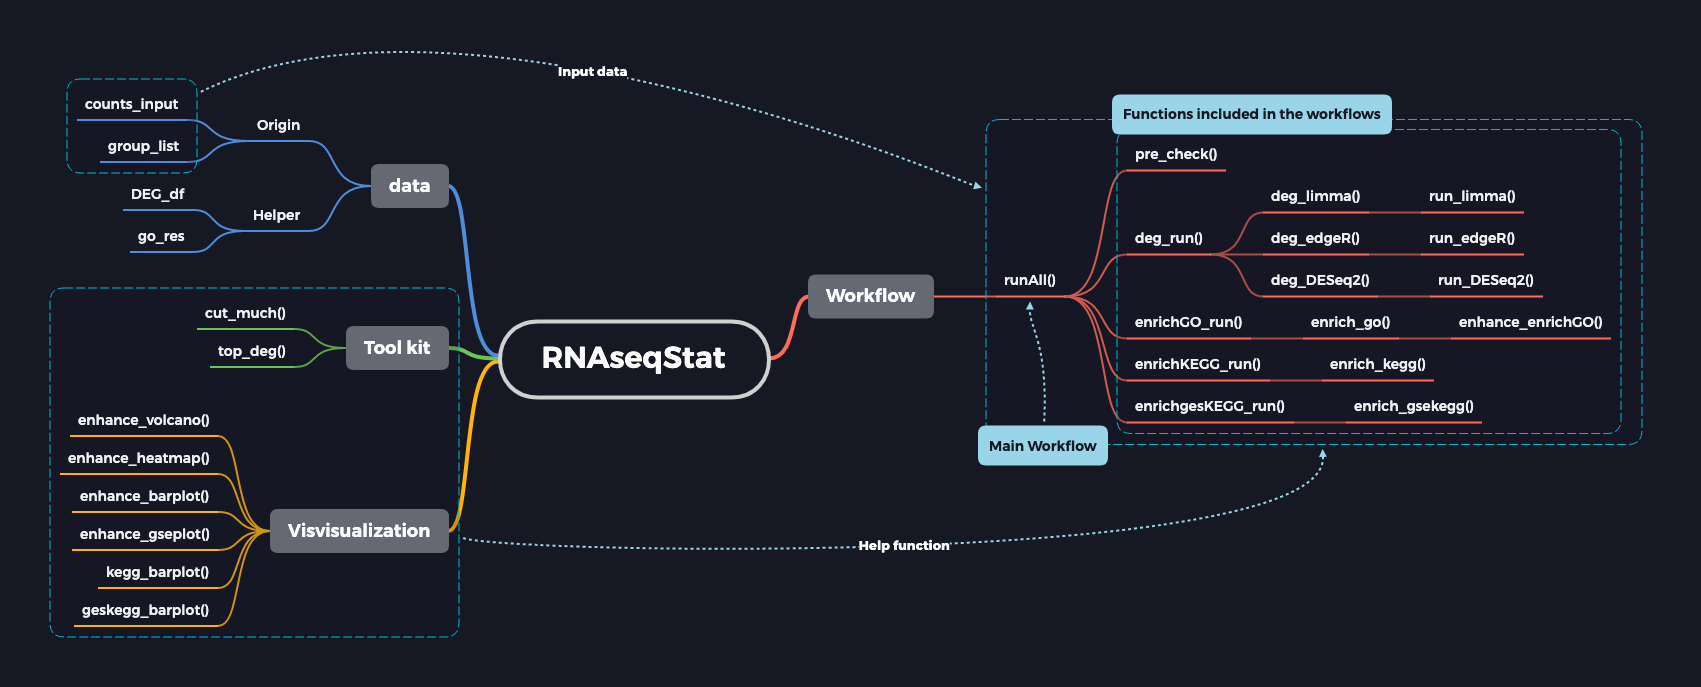 Input data
counts_input
group_list
Origin
DEG_df
go_res
Helper
data
cut_much()
top_deg()
Tool kit
enhance_volcano()
enhance_heatmap()
enhance_barplot()
enhance_gseplot()
kegg_barplot()
geskegg_barplot()
Visvisualization
RNAseqStat
Workflow
runAll()
Main Workflow
Functions included in the workflows
pre_check()
deg_run()
deg_limma() run_limma()
deg_edgeR() run_edgeR()
deg_DESeq2() run_DESeq2()
enrichGO_run() enrich_go() enhance_enrichGO()
enrichKEGG_run() enrich_kegg()
enrichgesKEGG_run() enrich_gsekegg()
Help function